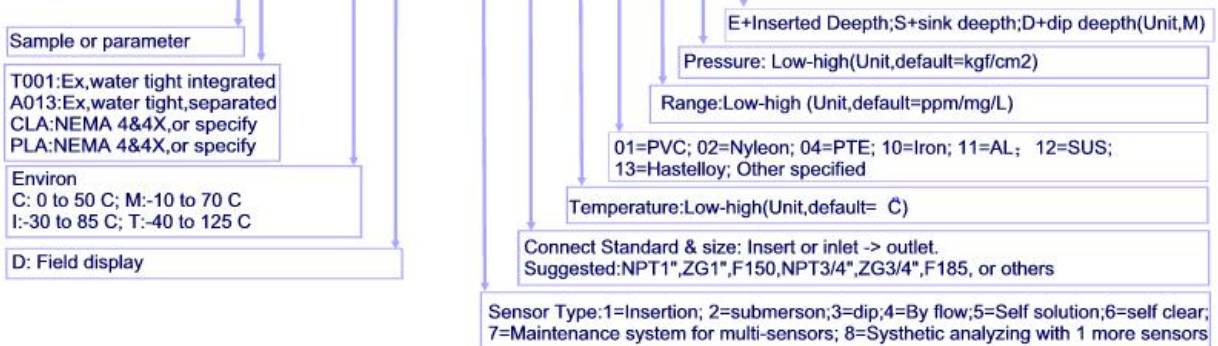 Sample or parameter
T001:Ex,water tight integrated
A013:Ex,water tight,separated
CLA:NEMA 4&4X,or specify
PLA:NEMA 4&4X,or specify
Environ
C: 0 to 50 C; M:-10 to 70 C
I:-30 to 85 C; T:-40 to 125 C
D: Field display
E+Inserted Deepth;S+sink deepth;D+dip deepth(Unit,M)
Pressure: Low-high(Unit,default=kgf/cm2)
Range:Low-high (Unit,default=ppm/mg/L)
01=PVC; 02=Nyleon; 04=PTE; 10=Iron; 11=AL; 12=SUS;
13=Hastelloy; Other specified
Temperature:Low-high(Unit,default= C̊)
Connect Standard & size: Insert or inlet -> outlet.
Suggested:NPT1",ZG1",F150,NPT3/4",ZG3/4",F185, or others
Sensor Type:1=Insertion; 2=submerson;3=dip;4=By flow;5=Self solution;6=self clear;
7=Maintenance system for multi-sensors; 8=Systhetic analyzing with 1 more sensors